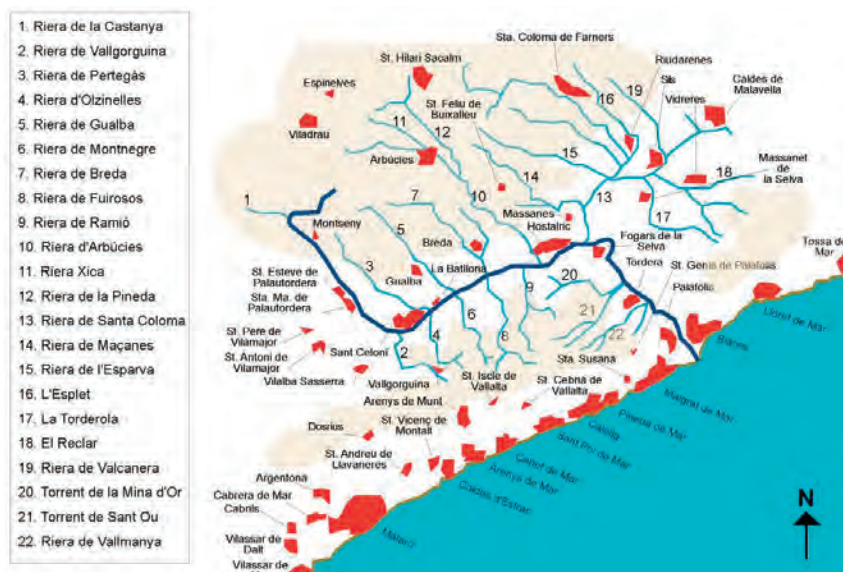 1. Riera de la Castanya
2. Riera de Vallgorguina
3. Riera de Pertegàs
4. Riera d'Olzinelles
5. Riera de Gualba
6. Riera de Montnegre
7. Riera de Breda
8. Riera de Fuirosos
9. Riera de Ramió
10. Riera d'Arbúcies
11. Riera Xica
12. Riera de la Pineda
13. Riera de Santa Coloma
14. Riera de Maçanes
15. Riera de l'Esparva
16. L'Esplet
17. La Torderola
18. El Reclar
19. Riera de Valcanera
20. Torrent de la Mina d'Or
21. Torrent de Sant Ou
22. Riera de Vallmanya
Sta. Coloma de Farners
St. Hilari Sacalm
Riudarenes
Espinelves
16
19
Sils
Caldes de
Malavella
St. Feliu de
Buixalleu
Vidreres
Viladrau
11
12
Arbúcies
15
14
18
Massanet
de
la Selva
1
7
10
13
17
Massanes
Hostalric
Montseny
5
Breda
Fogars de la
Selva
Tossa de
Mar
3
Gualba
La Batllòria
Tordera
St. Genís de Palafolls
St. Esteve de
Palautordera
20
Palafolls
Sta. Ma. de
Palautordera
9
21
Lloret de Mar
St. Pere de
Vilamajor
6
8
22
Blanes
Sant Celoni
2
4
St. Antoni de
Vilamajor
Sta. Susana
Vilalba Sasserra
Vallgorguina
St. Iscle de
Vallalta
St. Cebrià de
Vallalta
Malgrat de Mar
Arenys de Munt
Pineda de Mar
Dosrius
St. Vicenç de
Montalt
Calella
Sant Pol de Mar
St. Andreu de
Llavaneres
Canet de Mar
Arenys de Mar
Argentona
Caldes d'Estrac
Cabrera de Mar
Cabrils
Mataró
N
Vilassar de
Dalt
Vilassar de